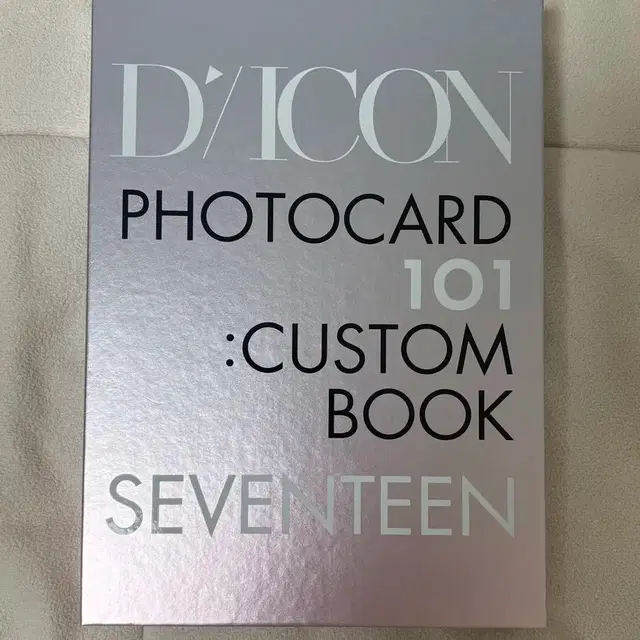 D'/ICON
PHOTOCARD
101
:CUSTOM
BOOK
SEVENTEEN